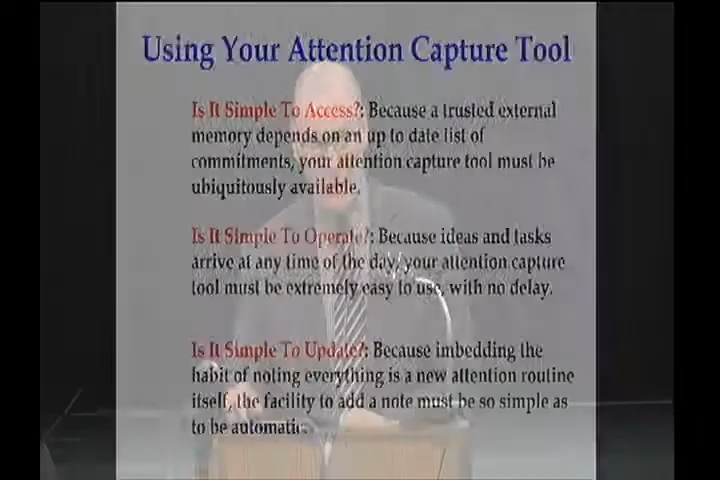 Using Your Attention Capture Tool
Is It Simple To Access?: Because a trusted external
memory depends on an up to date list of
commitments, your attention capture tool must be
ubiquitously available.
Is It Simple To Operate?: Because ideas and tasks
arrive at any time of the day, your attention capture
tool must be extremely easy to use, with no delay.
Is It Simple To Update?: Because imbedding the
habit of noting everything is a new attention routine
itself, the facility to add a note must be so simple as
to be automatic.